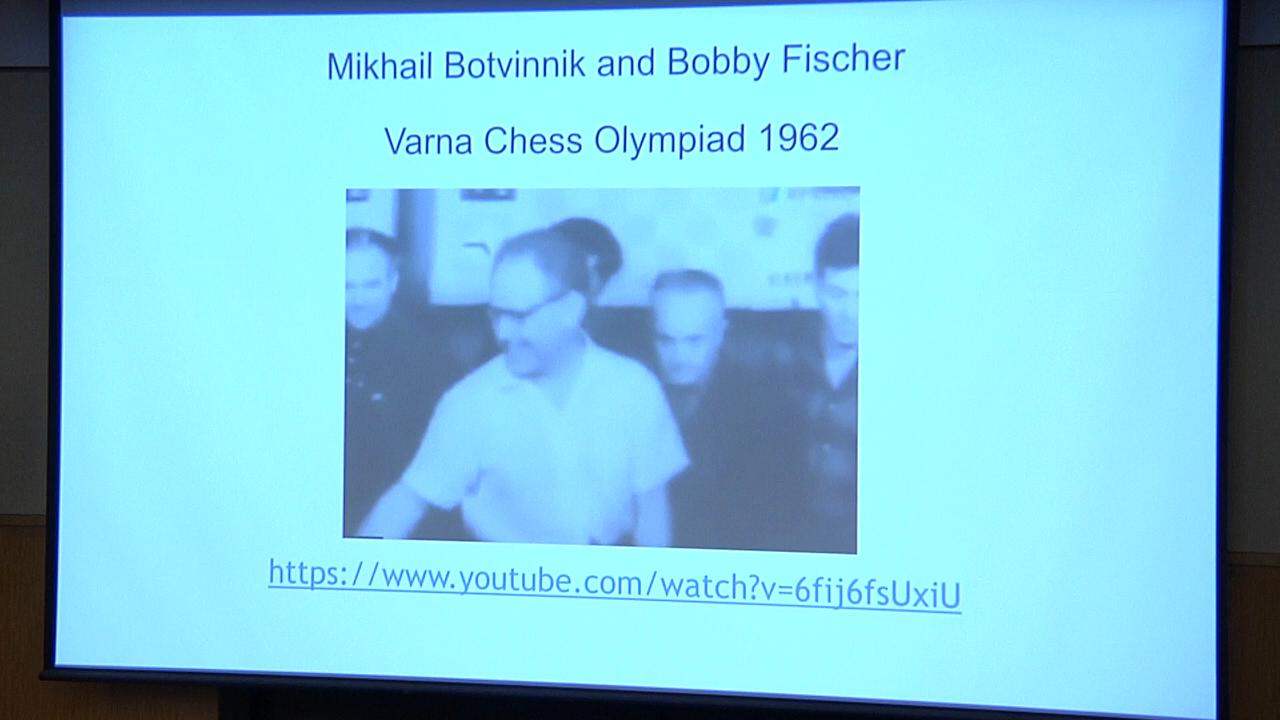 Mikhail Botvinnik and Bobby Fischer
Varna Chess Olympiad 1962
https://www.youtube.com/watch?v=6fij6fsUxiU